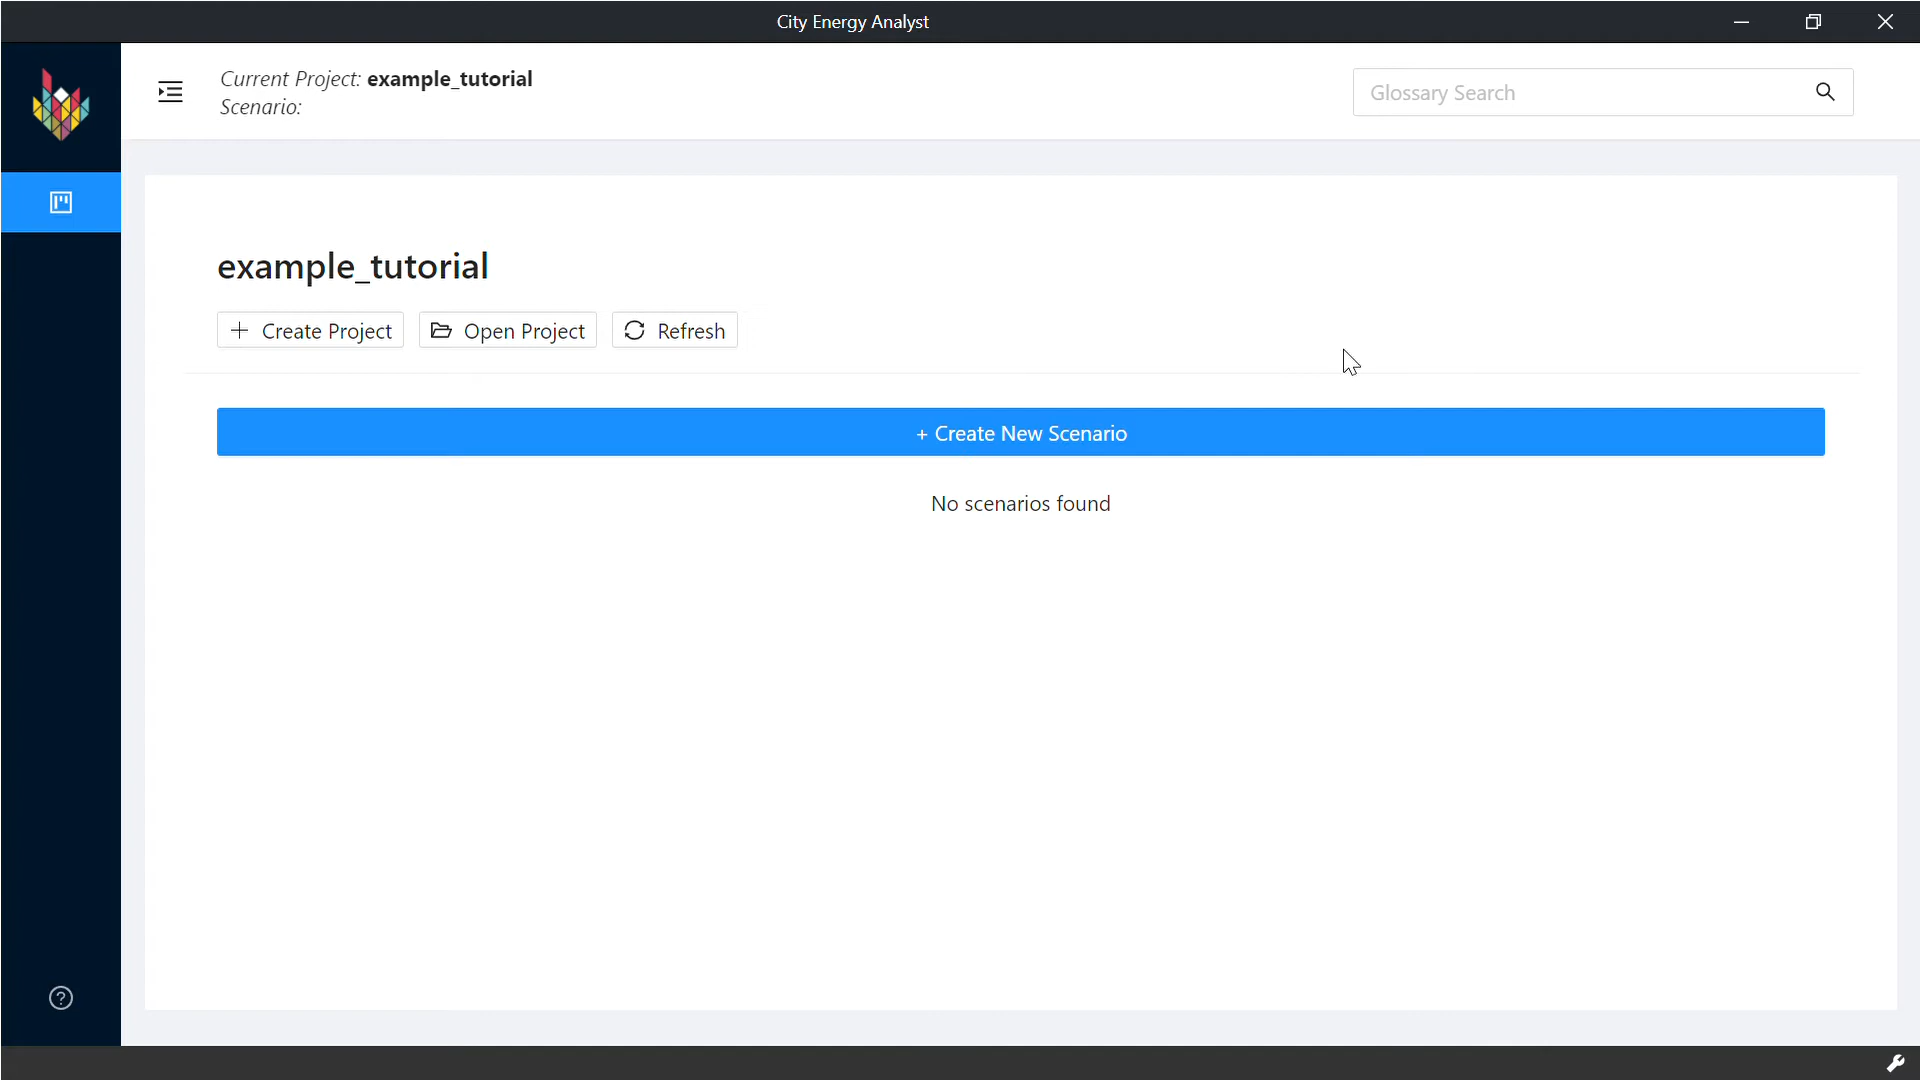 City Energy Analyst
Current Project: example_tutorial
Scenario:
Glossary Search
example_tutorial
Create Project
Open Project
Refresh
+ Create New Scenario
No scenarios found